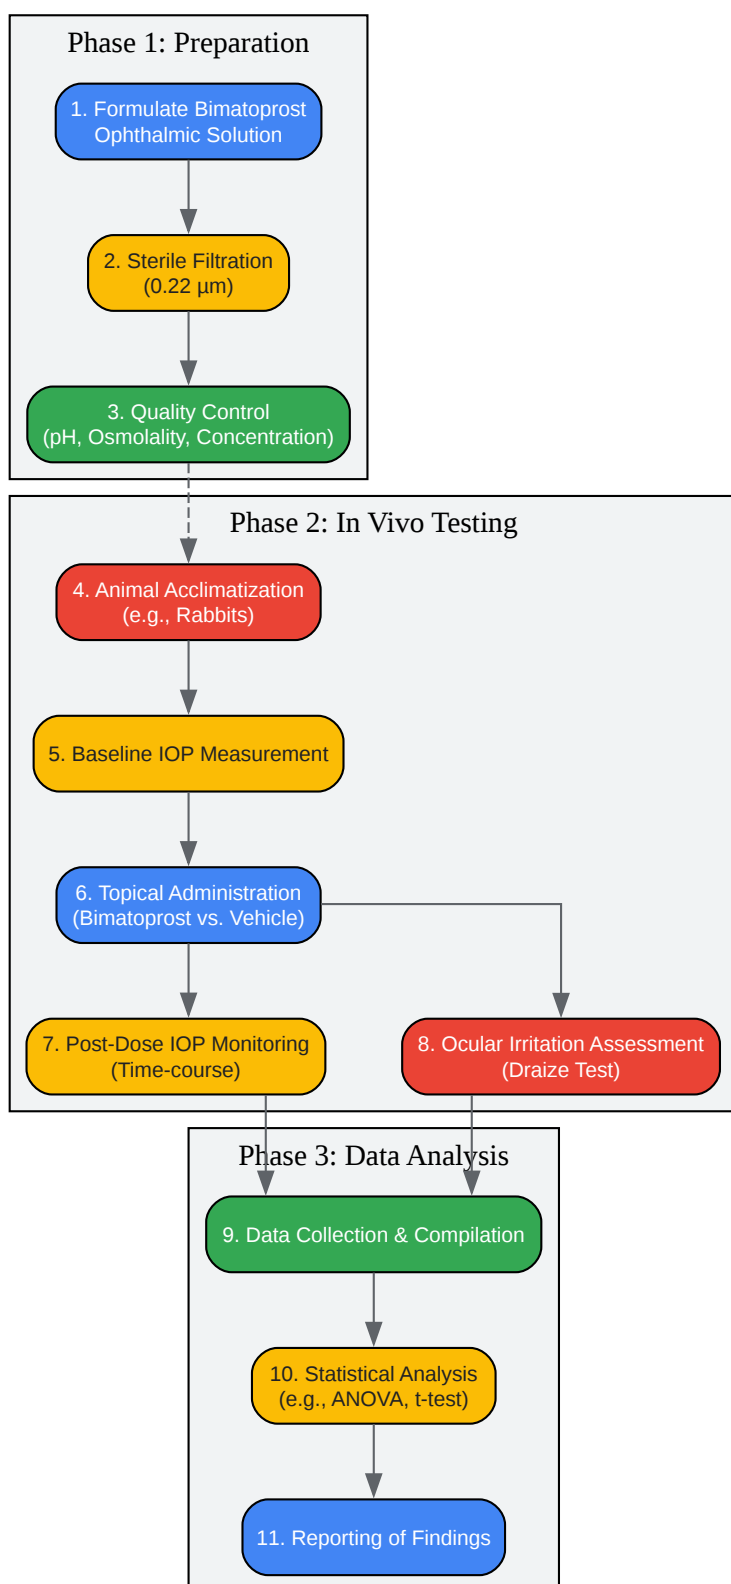 Phase 1: Preparation
1. Formulate Bimatoprost
Ophthalmic Solution
2. Sterile Filtration
(0.22 µm)
3. Quality Control
(pH, Osmolality, Concentration)
Phase 2: In Vivo Testing
4. Animal Acclimatization
(e.g., Rabbits)
5. Baseline IOP Measurement
6. Topical Administration
(Bimatoprost vs. Vehicle)
7. Post-Dose IOP Monitoring
(Time-course)
8. Ocular Irritation Assessment
(Draize Test)
Phase 3: Data Analysis
9. Data Collection & Compilation
10. Statistical Analysis
(e.g., ANOVA, t-test)
11. Reporting of Findings